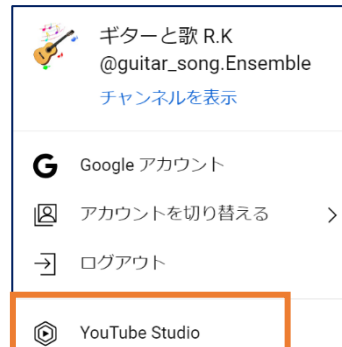 ギターと歌 R.K
@guitar_song.Ensemble
チャンネルを表示
Google アカウント
アカウントを切り替える
ログアウト
YouTube Studio